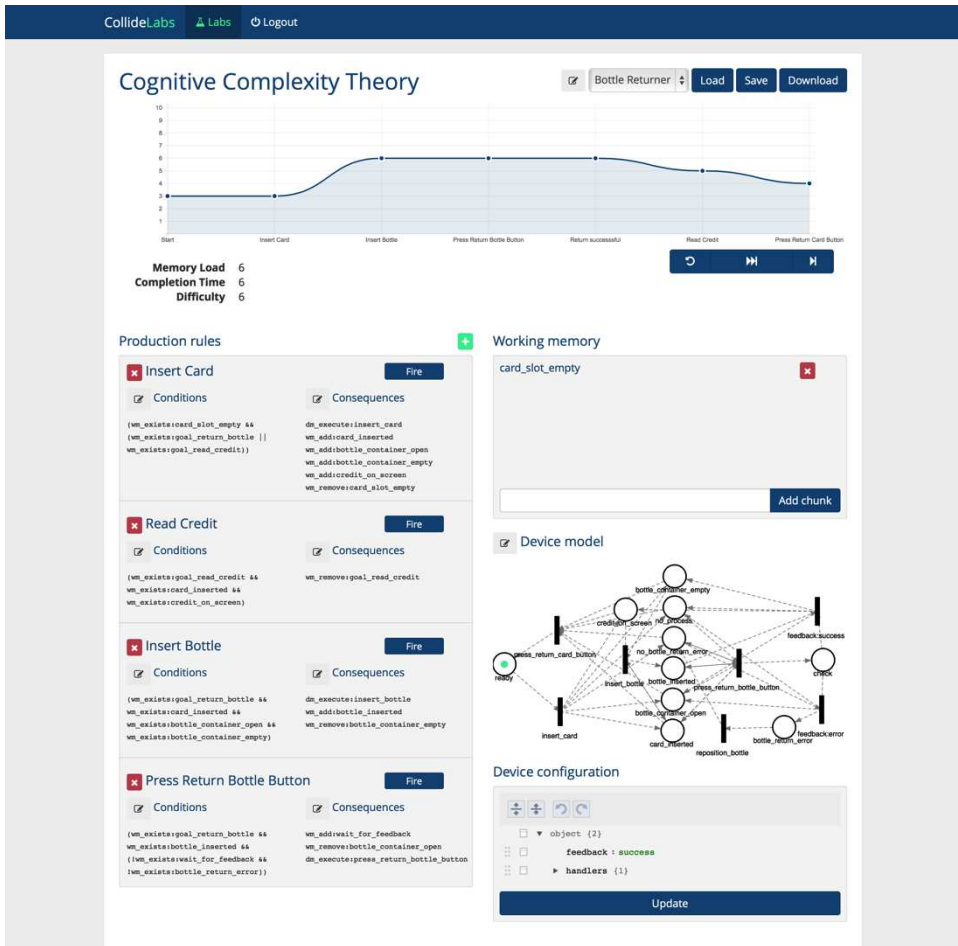 CollideLabs Labs Logout
Cognitive Complexity Theory
Bottle Returner Load Save Download
10
9
8
7
6
5
4
3
2
1
Start Insert Card Insert Bottle Press Return Bottle Button Return successful Read Credit Press Return Card Button
Memory Load 6
Completion Time 6
Difficulty 6
Production rules
Insert Card Fire
Conditions Consequences
(wm_exists:card_slot_empty && dm_execute:insert_card
(wm_exists:goal_return_bottle || wm_add:card_inserted
wm_exists:goal_read_credit)) wm_add:bottle_container_open
wm_add:bottle_container_empty
wm_add:credit_on_screen
wm_remove:card_slot_empty
Read Credit Fire
Conditions Consequences
(wm_exists:goal_read_credit && wm_remove:goal_read_credit
wm_exists:card_inserted &&
wm_exists:credit_on_screen)
Insert Bottle Fire
Conditions Consequences
(wm_exists:goal_return_bottle && dm_execute:insert_bottle
wm_exists:card_inserted && wm_add:bottle_inserted
wm_exists:bottle_container_open && wm_remove:bottle_container_empty
wm_exists:bottle_container_empty)
Press Return Bottle Button Fire
Conditions Consequences
(wm_exists:goal_return_bottle && wm_add:wait_for_feedback
wm_exists:bottle_inserted && wm_remove:bottle_container_open
(!wm_exists:wait_for_feedback && dm_execute:press_return_bottle_button
!wm_exists:bottle_return_error))
Working memory
card_slot_empty
Add chunk
Device model
bottle_container_empty
credit_on_screen no_process
feedback:success
press_return_card_button no_bottle_return_error
ready insert_bottle bottle_inserted press_return_bottle_button check
bottle_container_open
insert_card card_inserted bottle_return_error feedback:error
reposition_bottle
Device configuration
object {2}
feedback : success
handlers {1}
Update